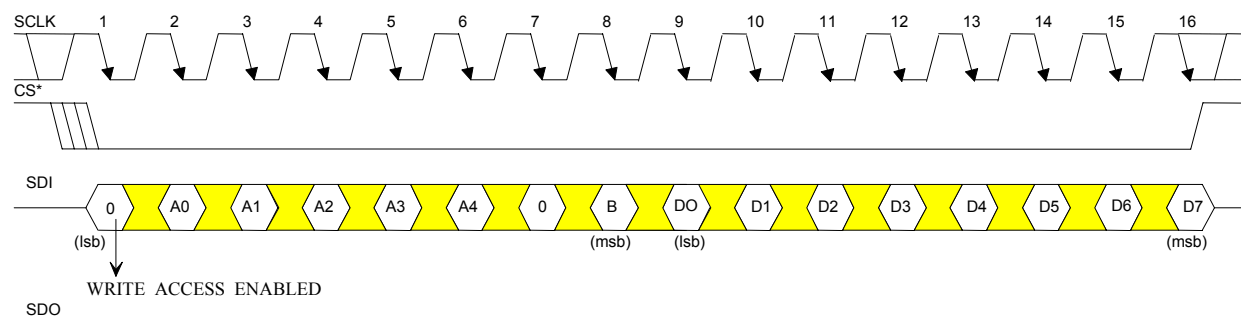 SCLK 1 2 3 4 5 6 7 8 9 10 11 12 13 14 15 16
CS*
SDI
0 A0 A1 A2 A3 A4 0 B DO D1 D2 D3 D4 D5 D6 D7
(lsb) (msb) (lsb) (msb)
WRITE ACCESS ENABLED
SDO